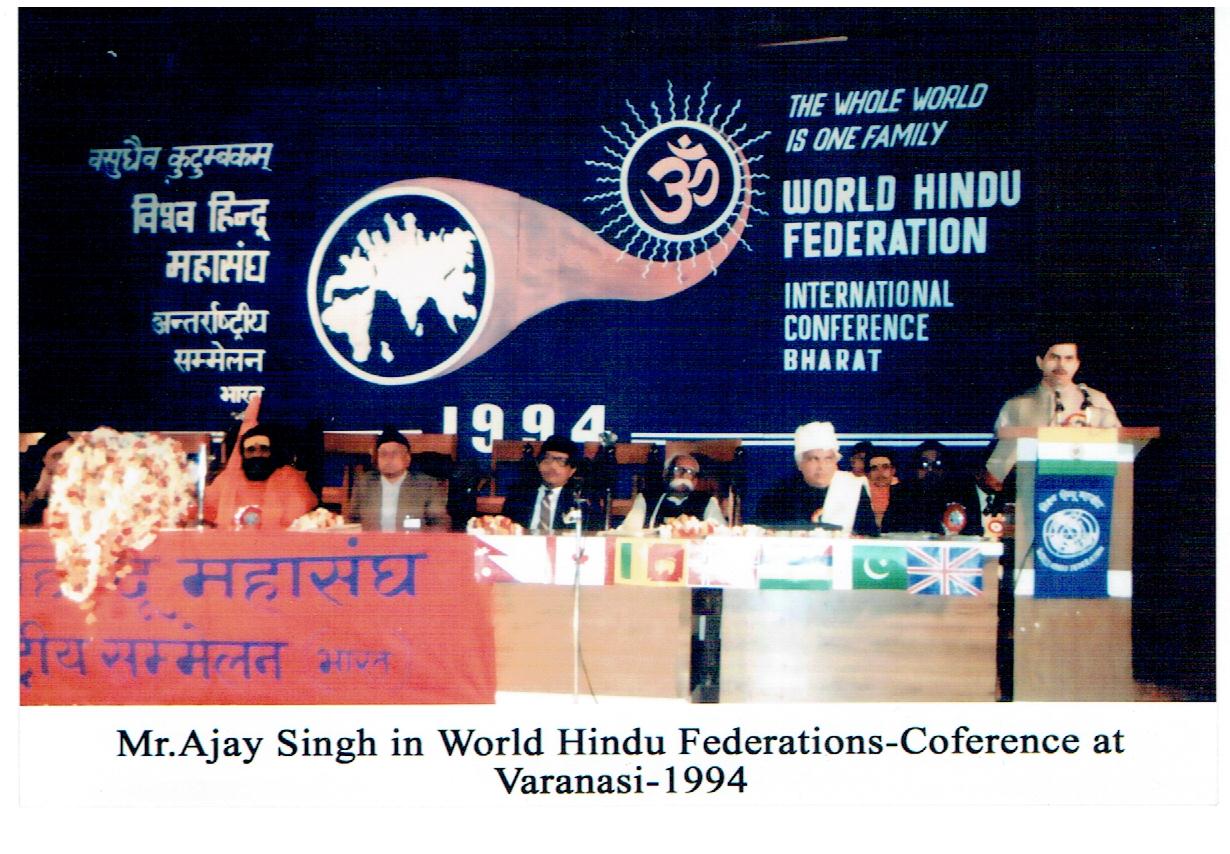 वसुधैव कुटुम्बकम्
विश्व हिन्दू
महासंघ
अन्तर्राष्ट्रीय
सम्मेलन
भारत
THE WHOLE WORLD
IS ONE FAMILY
WORLD HINDU
FEDERATION
INTERNATIONAL
CONFERENCE
BHARAT
ॐ
1994
हिन्दू महासंघ
ट्रीय सम्मेलन (भारत)
Mr.Ajay Singh in World Hindu Federations-Coference at
Varanasi-1994